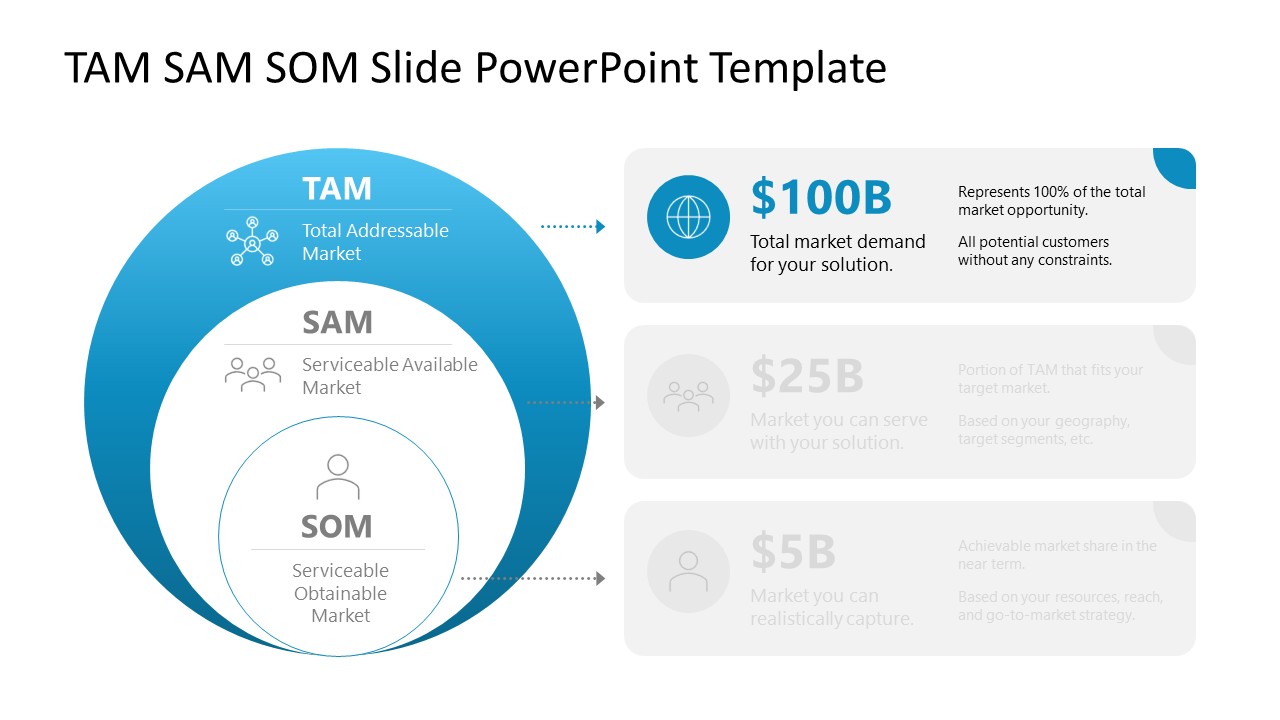 TAM SAM SOM Slide PowerPoint Template
TAM
Total Addressable
Market
SAM
Serviceable Available
Market
SOM
Serviceable
Obtainable
Market
$100B
Total market demand
for your solution.
Represents 100% of the total
market opportunity.
All potential customers
without any constraints.
$25B
Market you can serve
with your solution.
Portion of TAM that fits your
target market.
Based on your geography,
target segments, etc.
$5B
Market you can
realistically capture.
Achievable market share in the
near term.
Based on your resources, reach,
and go-to-market strategy.